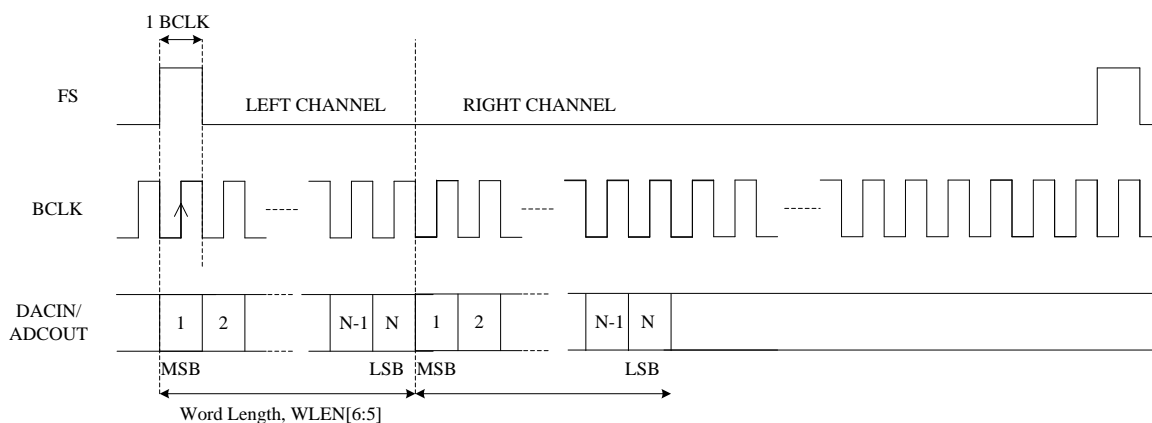 1 BCLK
FS
LEFT CHANNEL
RIGHT CHANNEL
BCLK
DACIN/
ADCOUT
1 2 N-1 N 1 2 N-1 N
MSB LSB MSB LSB
Word Length, WLEN[6:5]